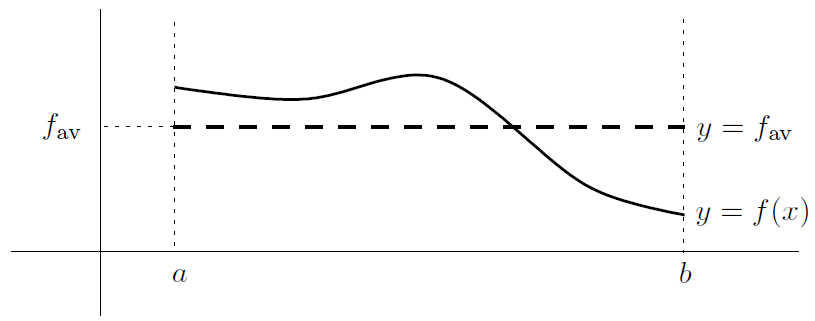 f_av
y = f_av
y = f(x)
a
b